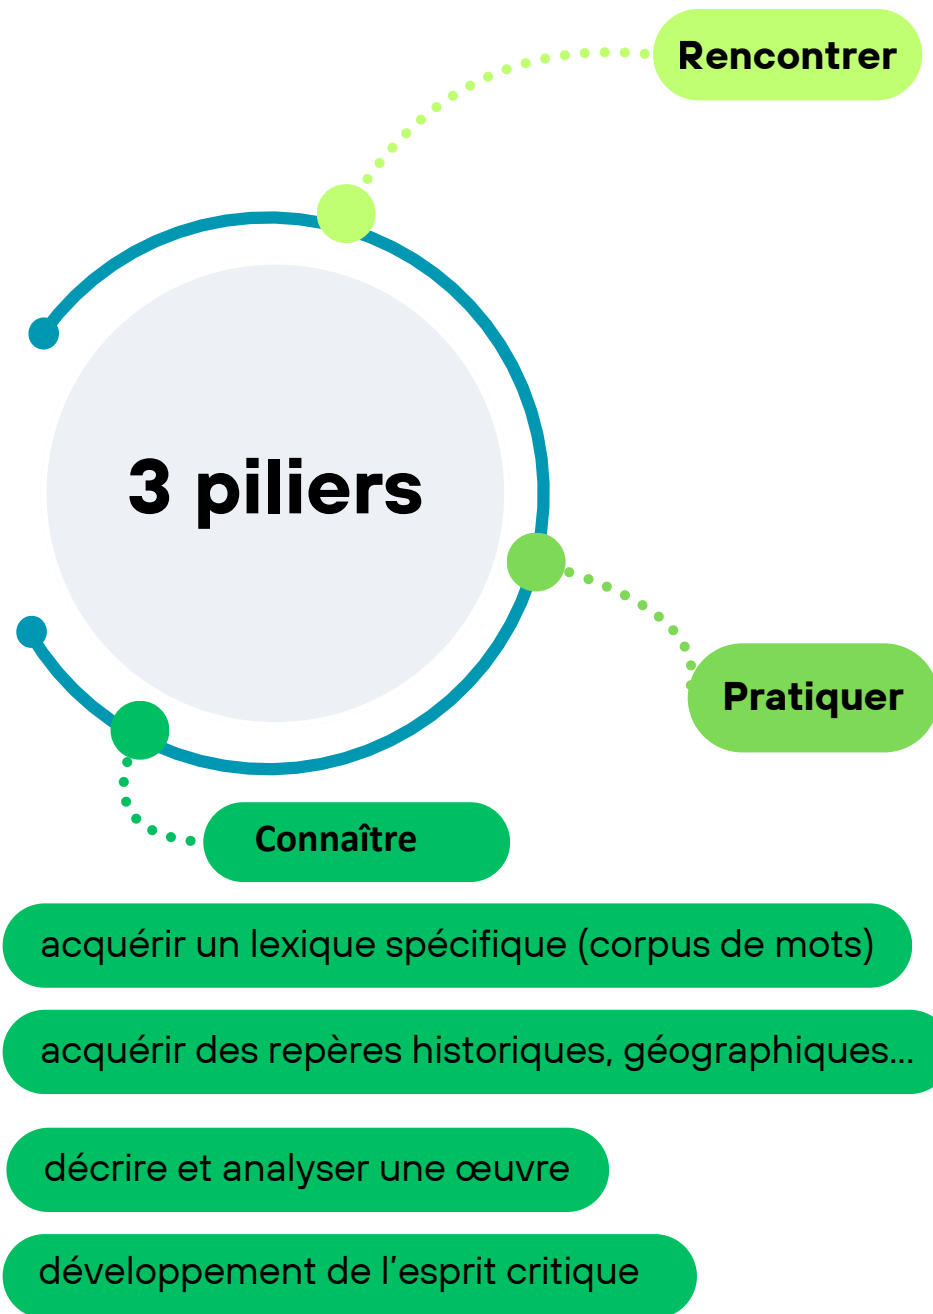 Rencontrer
3 piliers
Pratiquer
Connaître
acquérir un lexique spécifique (corpus de mots)
acquérir des repères historiques, géographiques...
décrire et analyser une œuvre
développement de l'esprit critique